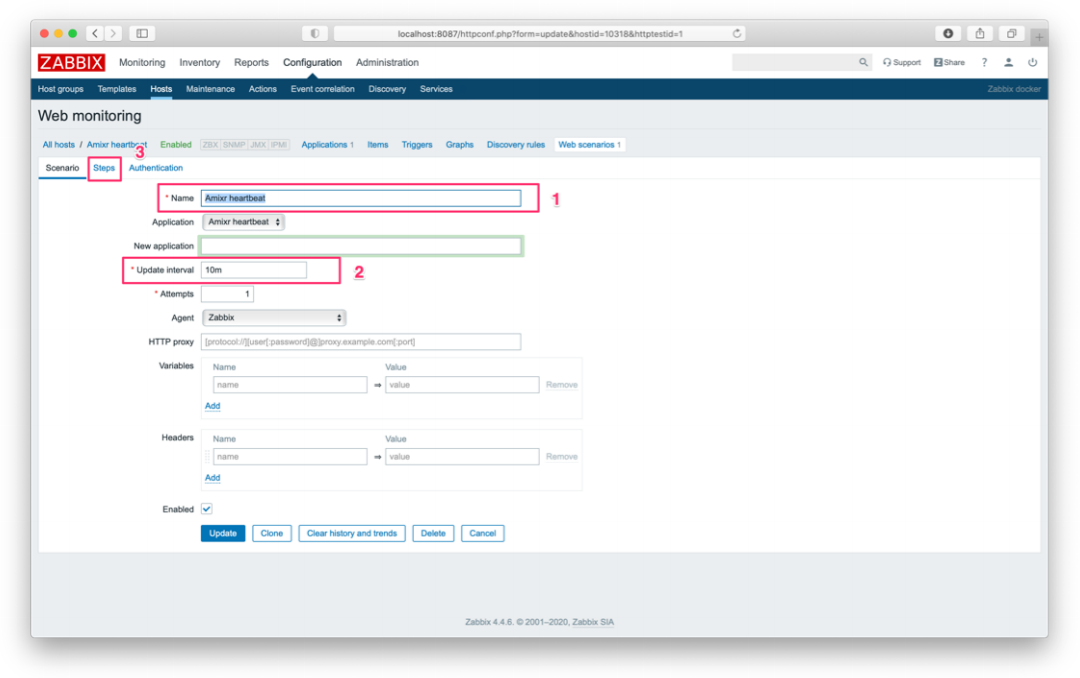 localhost:8087/httpconf.php?form=update&hostid=10318&httptestid=1
ZABBIX Monitoring Inventory Reports Configuration Administration Support Z Share ?
Host groups Templates Hosts Maintenance Actions Event correlation Discovery Services Zabbix docker
Web monitoring
All hosts / Amixr heartbeat Enabled ZBX SNMP JMX IPMI Applications 1 Items Triggers Graphs Discovery rules Web scenarios 1
3
Scenario Steps Authentication
* Name Amixr heartbeat 1
Application Amixr heartbeat
New application
* Update interval 10m 2
* Attempts 1
Agent Zabbix
HTTP proxy [protocol://][user[:password]@]proxy.example.com[:port]
Variables Name Value
name ⇒ value Remove
Add
Headers Name Value
name ⇒ value Remove
Add
Enabled
Update Clone Clear history and trends Delete Cancel
Zabbix 4.4.6. © 2001–2020, Zabbix SIA